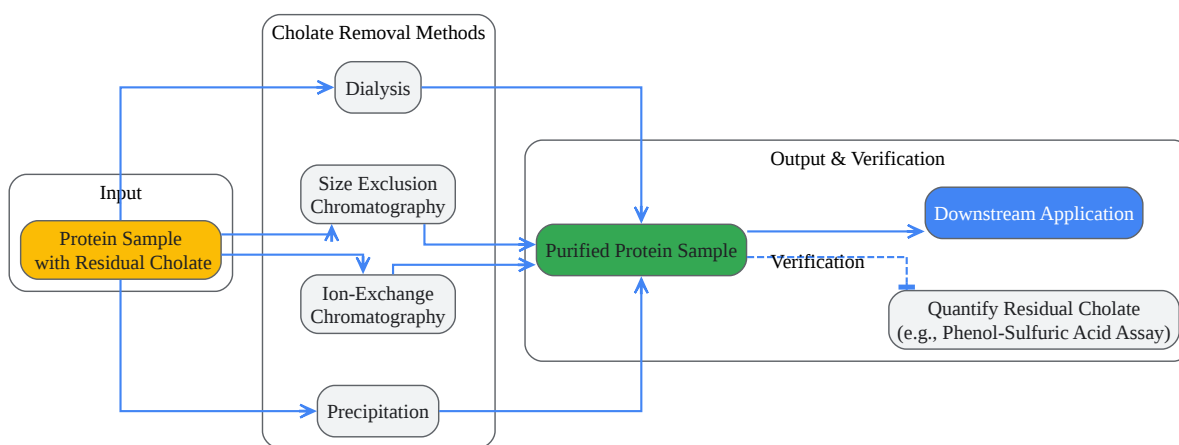 Cholate Removal Methods
Dialysis
Output & Verification
Input
Size Exclusion
Chromatography
Downstream Application
Protein Sample
with Residual Cholate
Purified Protein Sample
Verification
Ion-Exchange
Chromatography
Quantify Residual Cholate
(e.g., Phenol-Sulfuric Acid Assay)
Precipitation